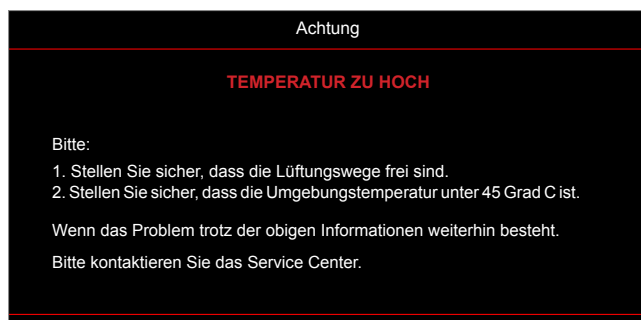 Achtung
TEMPERATUR ZU HOCH
Bitte:
1. Stellen Sie sicher, dass die Lüftungswege frei sind.
2. Stellen Sie sicher, dass die Umgebungstemperatur unter 45 Grad C ist.
Wenn das Problem trotz der obigen Informationen weiterhin besteht.
Bitte kontaktieren Sie das Service Center.